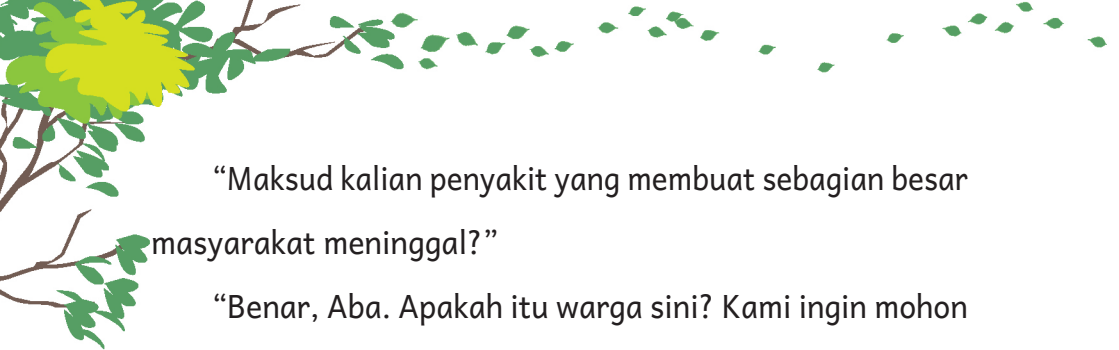 “Maksud kalian penyakit yang membuat sebagian besar
masyarakat meninggal?”
“Benar, Aba. Apakah itu warga sini? Kami ingin mohon